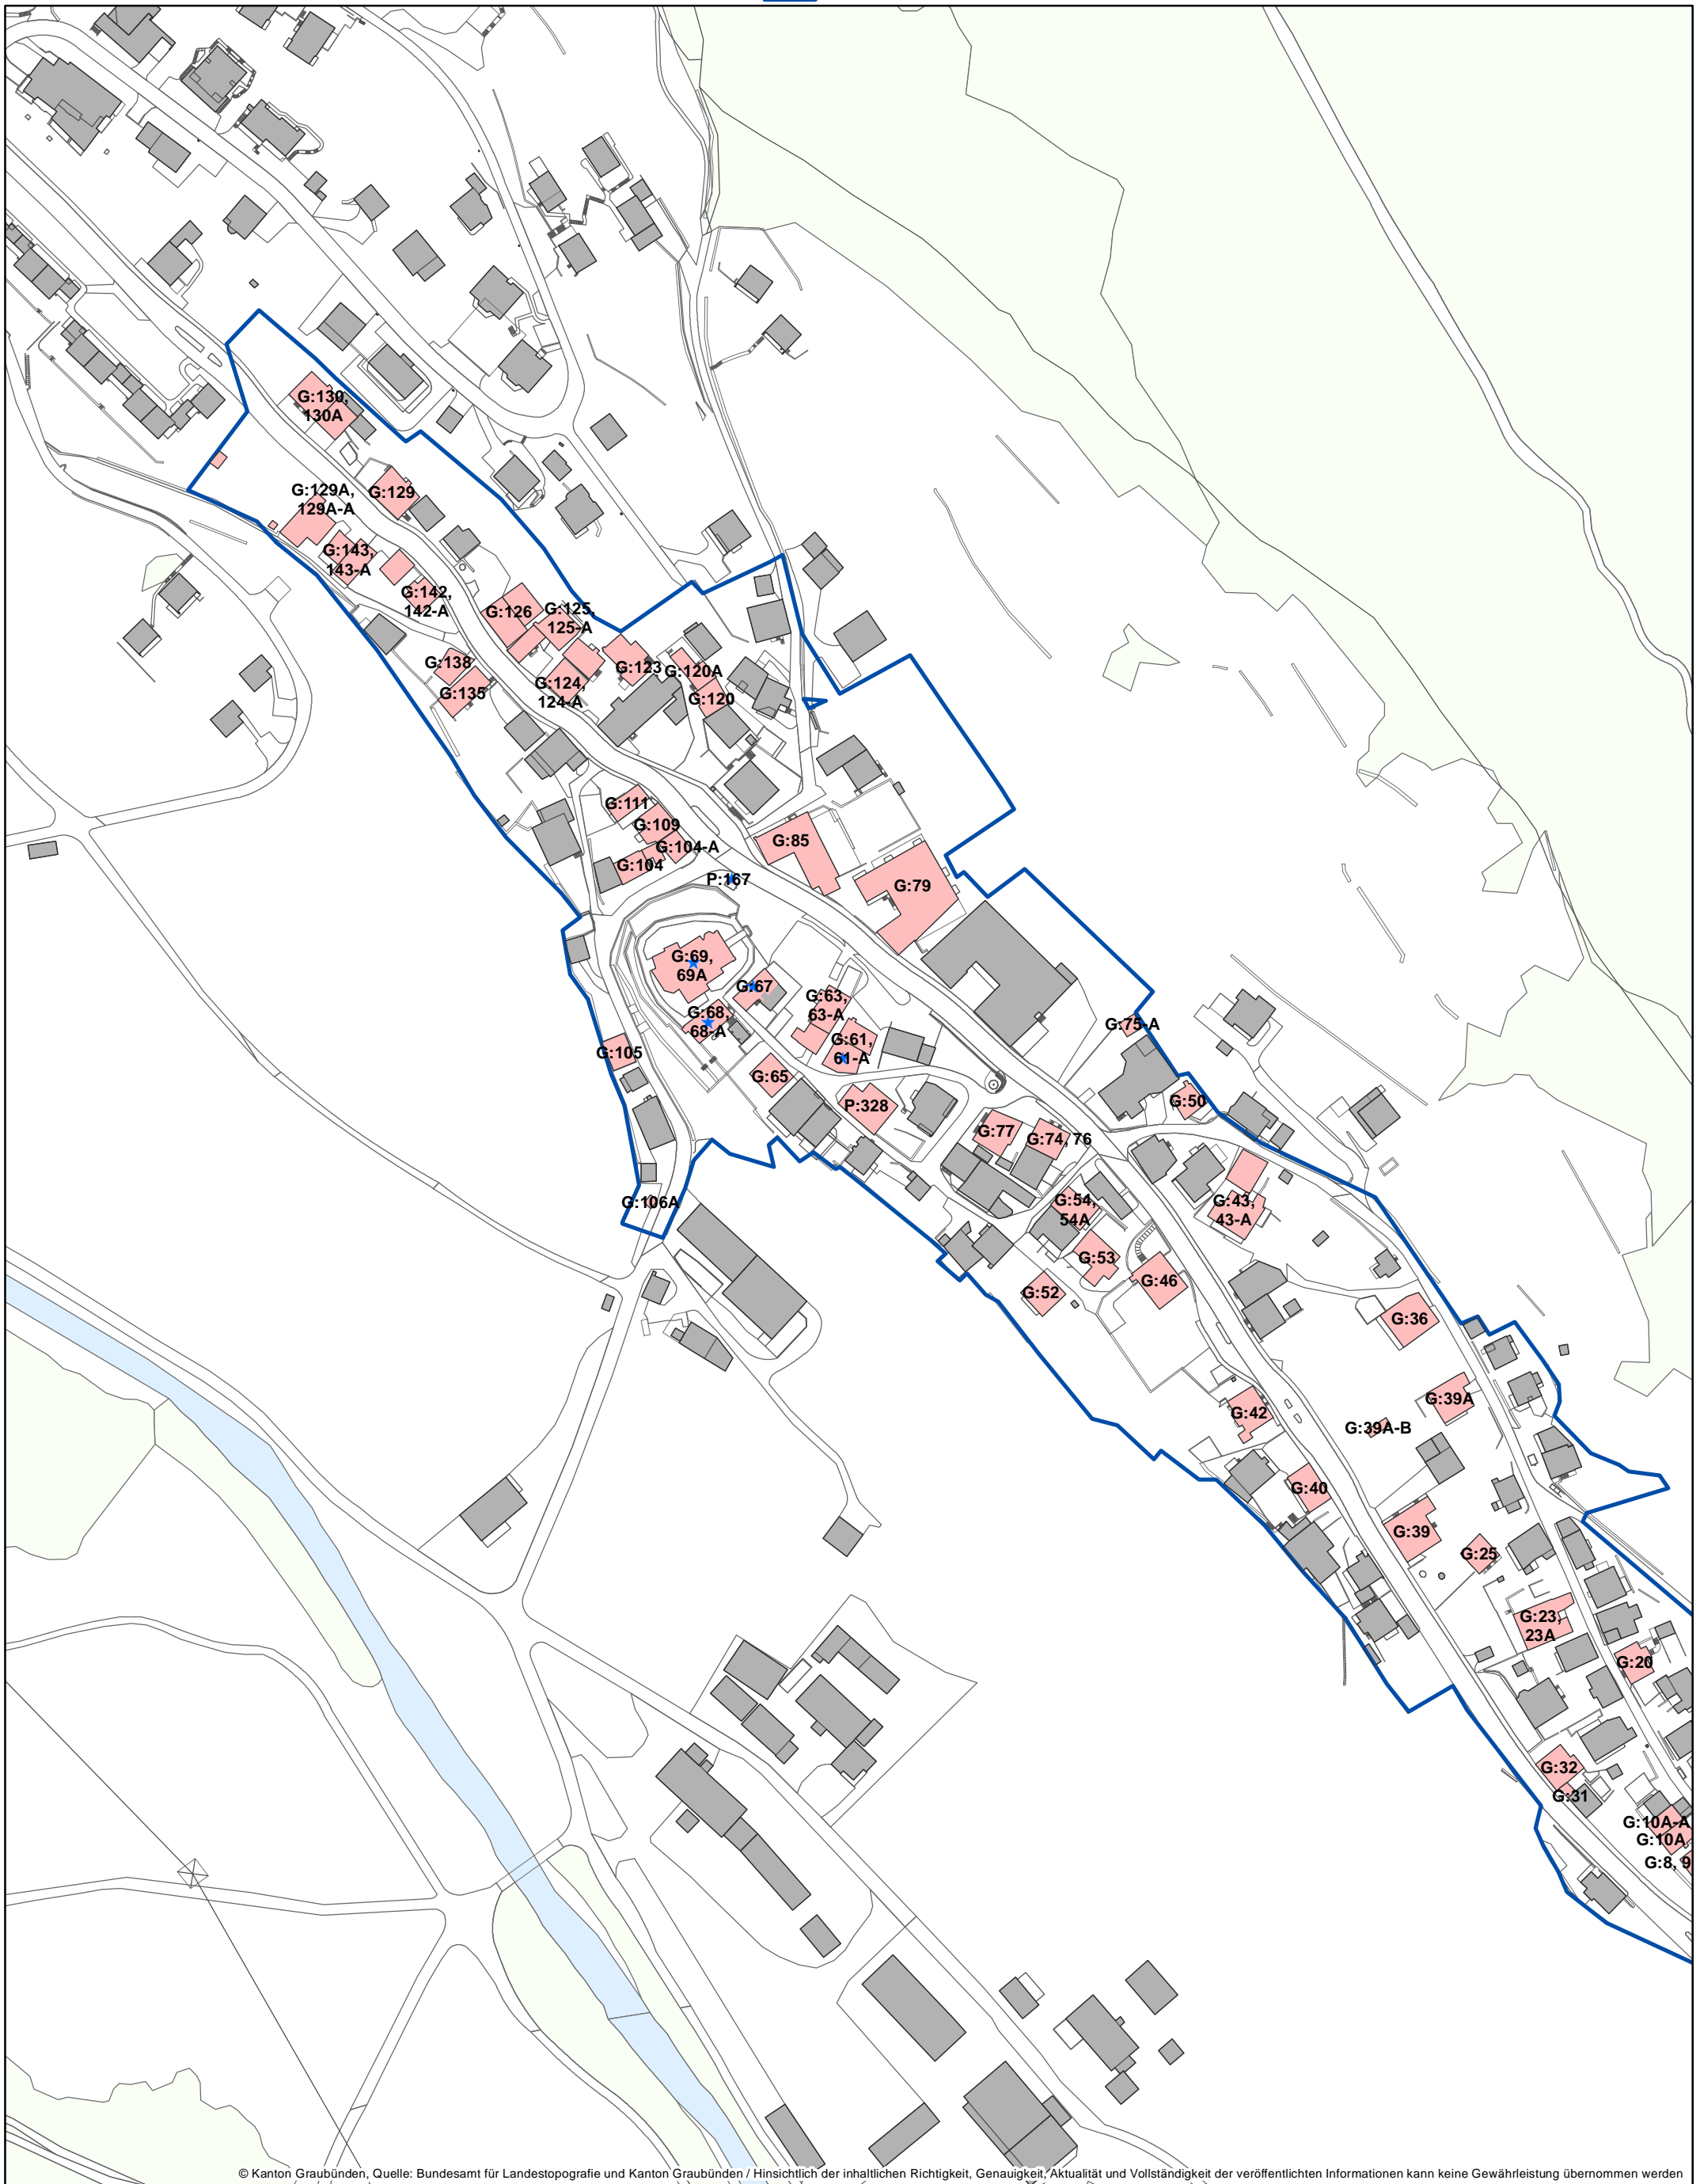 G:130,
130A
G:129
G:129A,
129A-A
G:143,
143-A
G:142,
142-A
G:126
G:125,
125-A
G:138
G:135
G:124,
124-A
G:123
G:120A
G:120
G:111
G:109
G:104-A
G:104
G:85
P:167
G:79
G:69,
69A
G:67
G:68,
68-A
G:63,
63-A
G:61,
61-A
G:75-A
G:105
G:65
P:328
G:50
G:77
G:74, 76
G:106A
G:54,
54A
G:43,
43-A
G:53
G:46
G:52
G:36
G:39A
G:42
G:39A-B
G:40
G:39
G:25
G:23,
23A
G:20
G:32
G:31
G:10A-A
G:10A,
G:8, 9
© Kanton Graubünden, Quelle: Bundesamt für Landestopografie und Kanton Graubünden / Hinsichtlich der inhaltlichen Richtigkeit, Genauigkeit, Aktualität und Vollständigkeit der veröffentlichten Informationen kann keine Gewährleistung übernommen werden